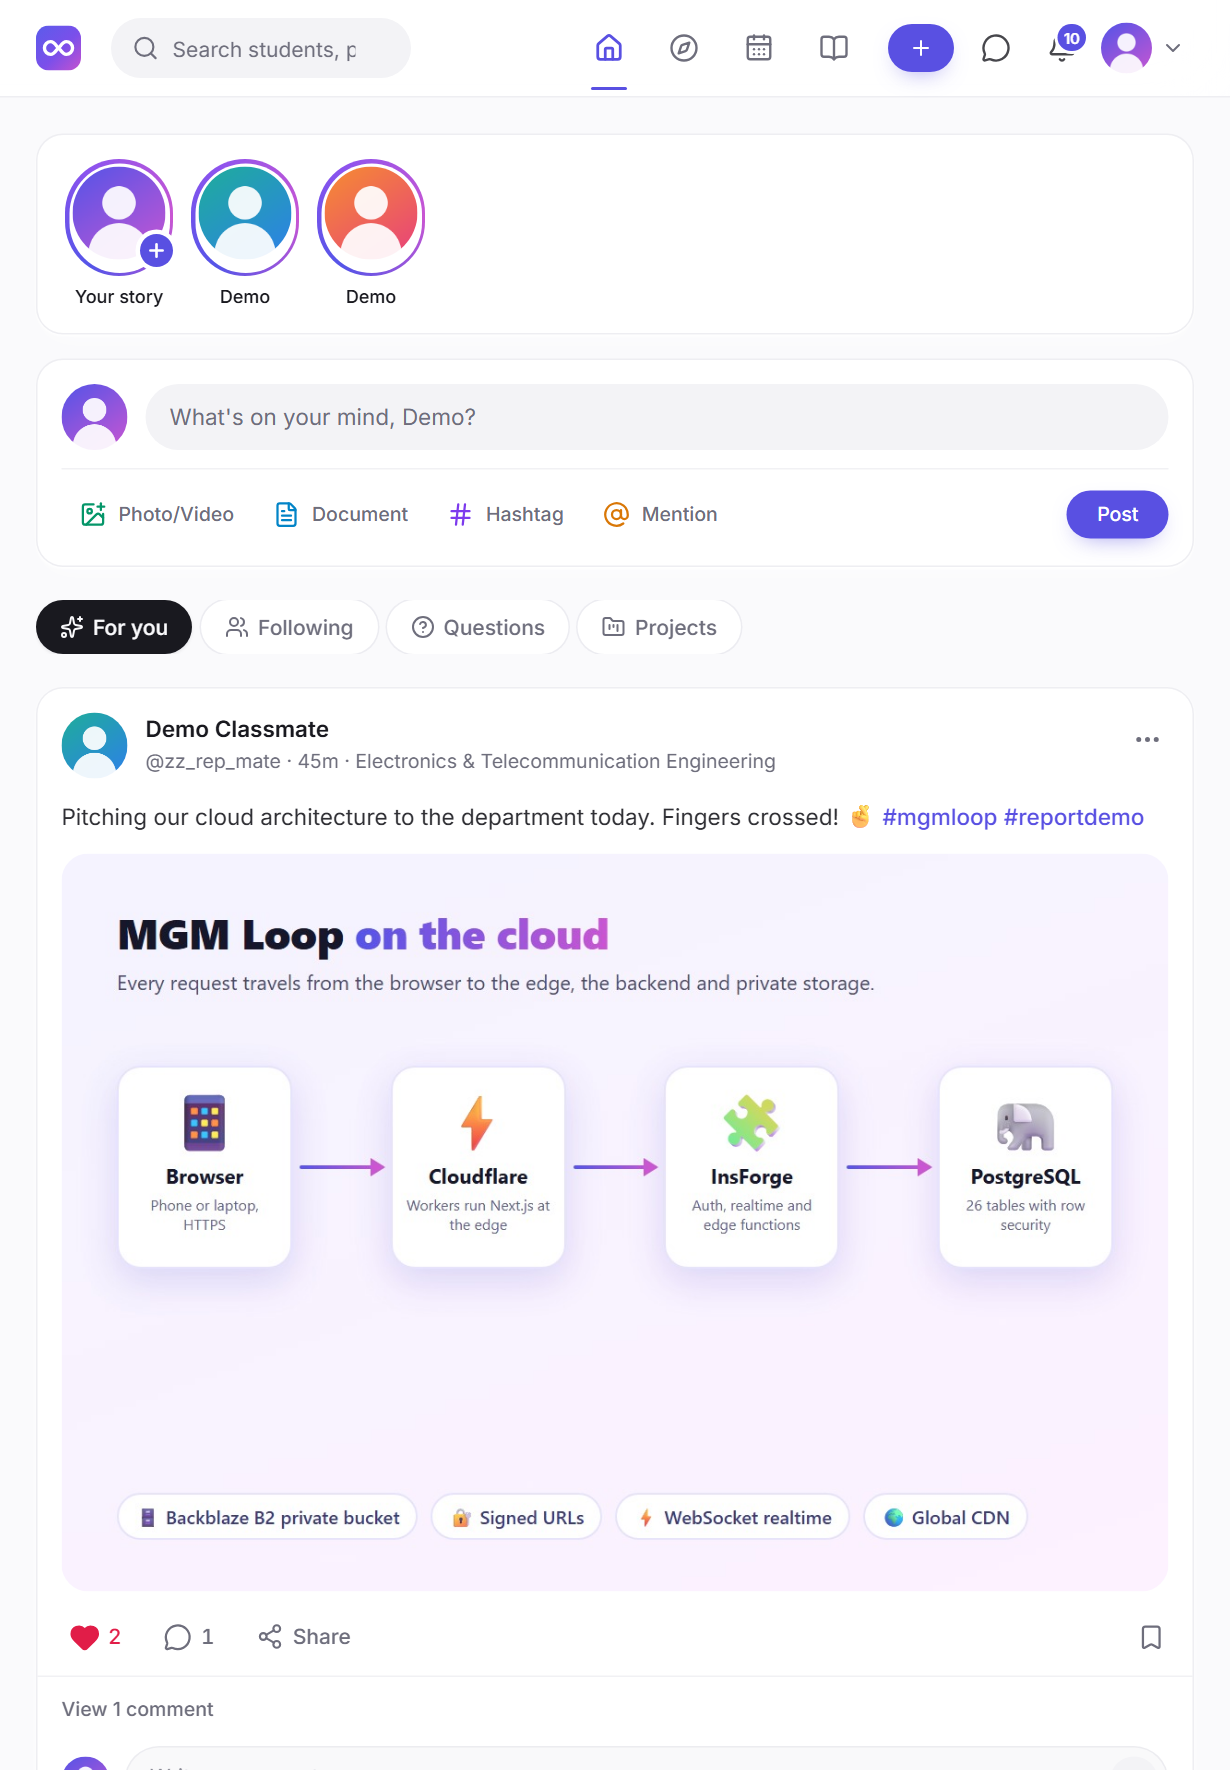 Search students, p
10
Your story
Demo
Demo
What's on your mind, Demo?
Photo/Video
Document
Hashtag
Mention
Post
For you
Following
Questions
Projects
Demo Classmate
@zz_rep_mate · 45m · Electronics & Telecommunication Engineering
Pitching our cloud architecture to the department today. Fingers crossed! 🤞 #mgmloop #reportdemo
MGM Loop on the cloud
Every request travels from the browser to the edge, the backend and private storage.
Browser
Phone or laptop,
HTTPS
Cloudflare
Workers run Next.js at
the edge
InsForge
Auth, realtime and
edge functions
PostgreSQL
26 tables with row
security
Backblaze B2 private bucket
Signed URLs
WebSocket realtime
Global CDN
2
1
Share
View 1 comment